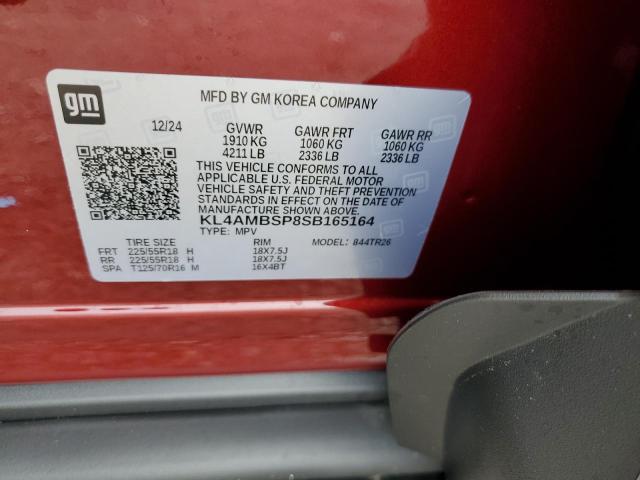 gm
MFD BY GM KOREA COMPANY
12/24 GVWR GAWR FRT GAWR RR
1910 KG 1060 KG 1060 KG
4211 LB 2336 LB 2336 LB
THIS VEHICLE CONFORMS TO ALL
APPLICABLE U.S. FEDERAL MOTOR
VEHICLE SAFETY AND THEFT PREVENTION
STANDARDS IN EFFECT ON THE DATE OF
MANUFACTURE SHOWN ABOVE.
KL4AMBSP8SB165164
TYPE: MPV MODEL: 844TR26
TIRE SIZE RIM
FRT 225/55R18 H 18X7.5J
RR 225/55R18 H 18X7.5J
SPA T125/70R16 M 16X4BT